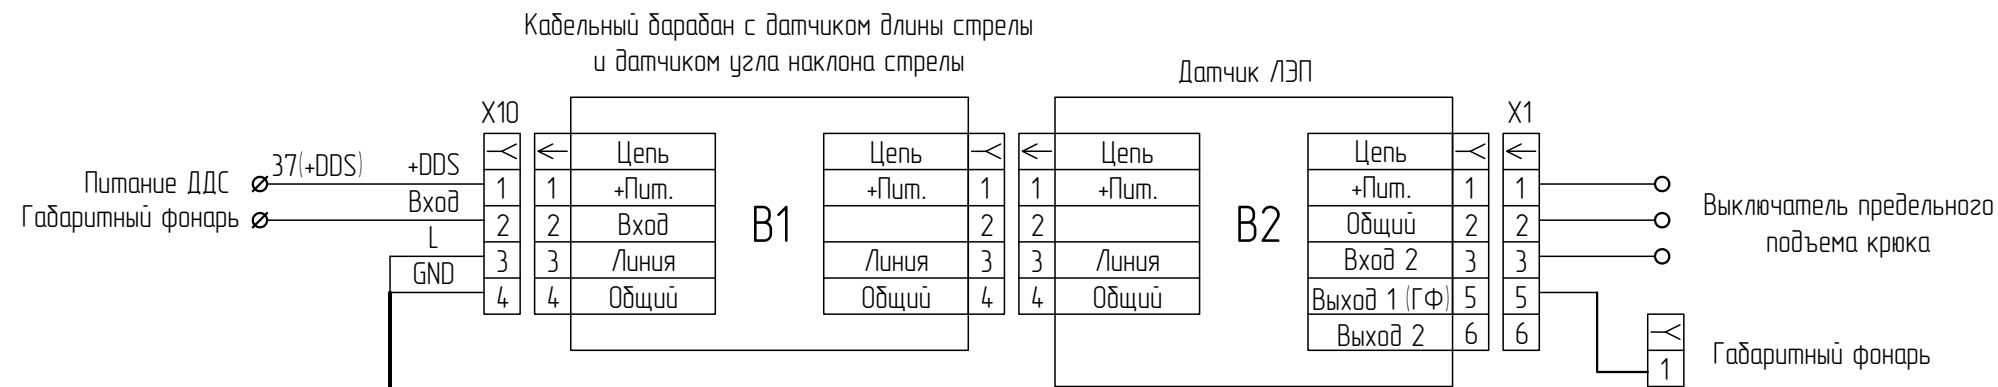 Кабельный барабан с датчиком длины стрелы
и датчиком угла наклона стрелы
Датчик ЛЭП
X10
X1
Цепь
Цепь
Цепь
Цепь
37(+DDS)
+DDS
Питание ДДС
1
1
+Пит.
+Пит.
1
1
+Пит.
+Пит.
1
1
Вход
Габаритный фонарь
2
2
Вход
B1
2
2
B2
Общий
2
2
Выключатель предельного
подъема крюка
L
3
3
Линия
Линия
3
3
Линия
Вход 2
3
3
GND
4
4
Общий
Общий
4
4
Общий
Выход 1 (ГФ)
5
5
Выход 2
6
6
Габаритный фонарь
1